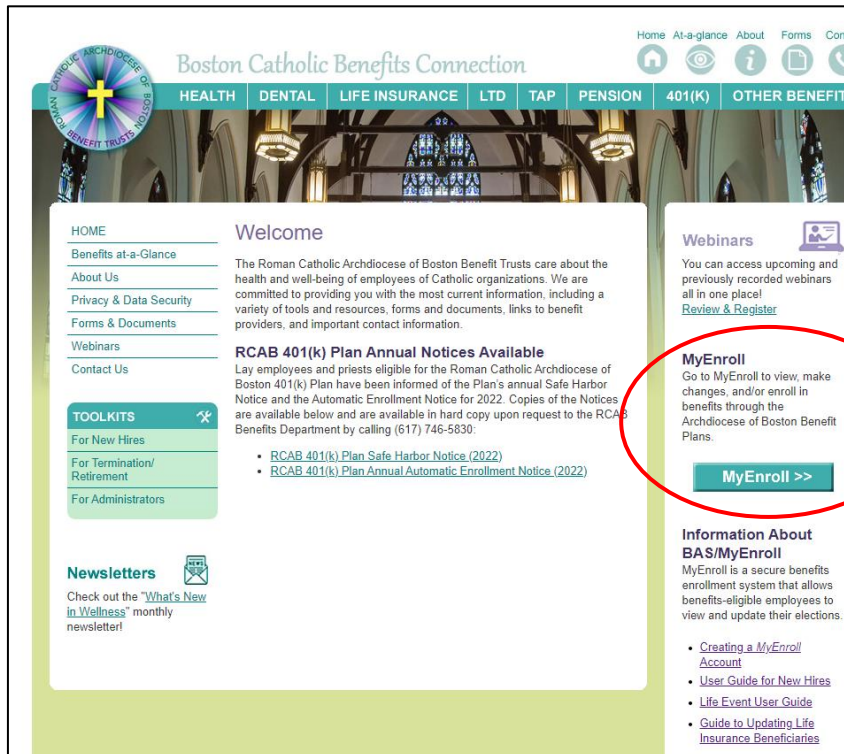 Home At-a-glance About Forms
ROMAN CATHOLIC ARCHDIOCESE OF BOSTON
BENEFIT TRUSTS
Boston Catholic Benefits Connection
HEALTH DENTAL LIFE INSURANCE LTD TAP PENSION 401(K) OTHER BENEFIT
HOME
Benefits at-a-Glance
About Us
Privacy & Data Security
Forms & Documents
Webinars
Contact Us
TOOLKITS
For New Hires
For Termination/
Retirement
For Administrators
Newsletters
NEWS
Check out the "What's New
in Wellness" monthly
newsletter!
Welcome
The Roman Catholic Archdiocese of Boston Benefit Trusts care about the
health and well-being of employees of Catholic organizations. We are
committed to providing you with the most current information, including a
variety of tools and resources, forms and documents, links to benefit
providers, and important contact information.
RCAB 401(k) Plan Annual Notices Available
Lay employees and priests eligible for the Roman Catholic Archdiocese of
Boston 401(k) Plan have been informed of the Plan's annual Safe Harbor
Notice and the Automatic Enrollment Notice for 2022. Copies of the Notices
are available below and are available in hard copy upon request to the RCAB
Benefits Department by calling (617) 746-5830:
• RCAB 401(k) Plan Safe Harbor Notice (2022)
• RCAB 401(k) Plan Annual Automatic Enrollment Notice (2022)
Webinars
You can access upcoming and
previously recorded webinars
all in one place!
Review & Register
MyEnroll
Go to MyEnroll to view, make
changes, and/or enroll in
benefits through the
Archdiocese of Boston Benefit
Plans.
MyEnroll >>
Information About
BAS/MyEnroll
MyEnroll is a secure benefits
enrollment system that allows
benefits-eligible employees to
view and update their elections.
• Creating a MyEnroll
Account
• User Guide for New Hires
• Life Event User Guide
• Guide to Updating Life
Insurance Beneficiaries